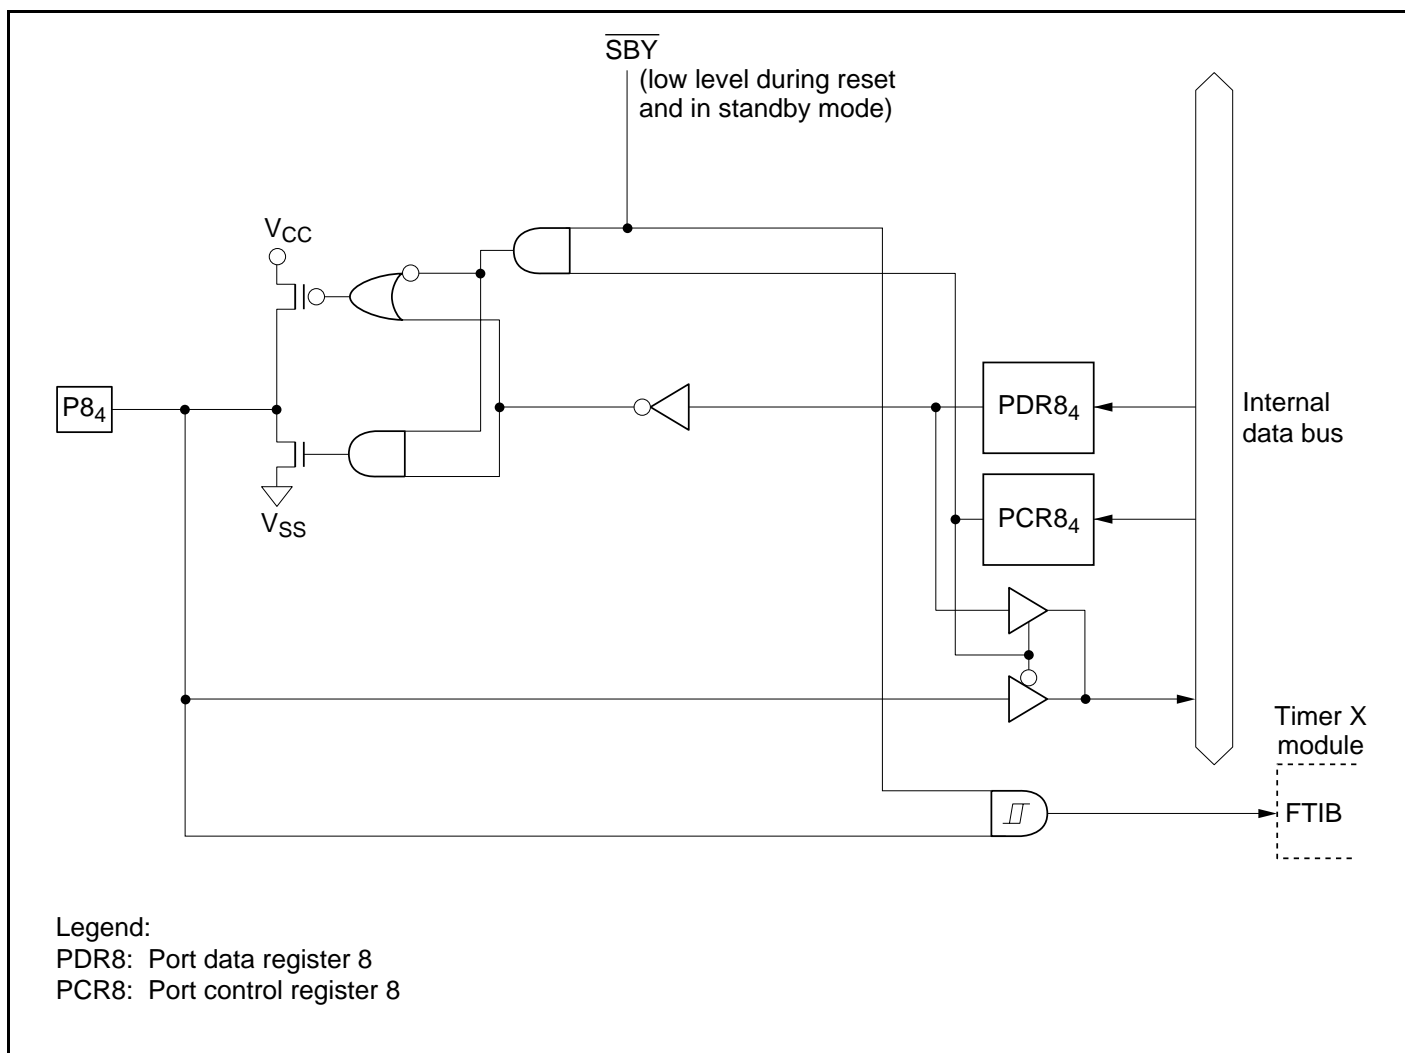 SBY
(low level during reset
and in standby mode)
VCC
P84
PDR84
Internal
data bus
PCR84
VSS
Timer X
module
FTIB
Legend:
PDR8: Port data register 8
PCR8: Port control register 8